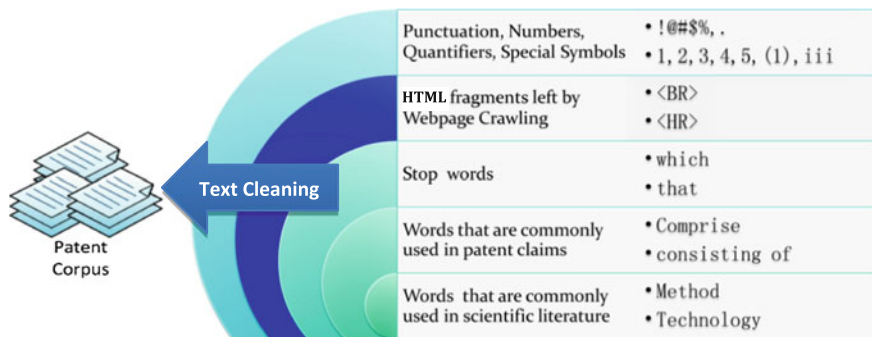 Punctuation, Numbers,
Quantifiers, Special Symbols
• !@#$%,.
• 1, 2, 3, 4, 5, (1), iii
HTML fragments left by
Webpage Crawling
• <BR>
• <HR>
Stop words
• which
• that
Words that are commonly
used in patent claims
• Comprise
• consisting of
Words that are commonly
used in scientific literature
• Method
• Technology
Text Cleaning
Patent
Corpus